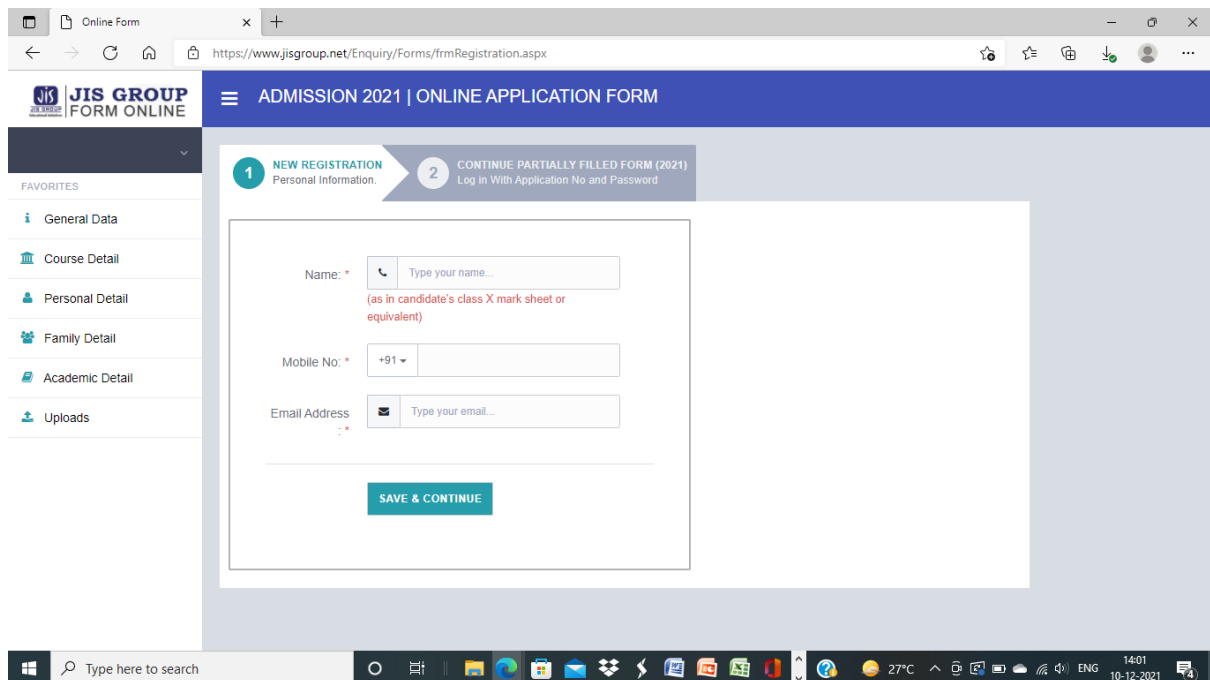 Online Form
https://www.jisgroup.net/Enquiry/Forms/frmRegistration.aspx
JIS JIS GROUP
FORM ONLINE
ADMISSION 2021 | ONLINE APPLICATION FORM
1 NEW REGISTRATION
Personal Information.
2 CONTINUE PARTIALLY FILLED FORM (2021)
Log in With Application No and Password
FAVORITES
General Data
Course Detail
Personal Detail
Family Detail
Academic Detail
Uploads
Name: * Type your name...
(as in candidate's class X mark sheet or
equivalent)
Mobile No: * +91
Email Address Type your email...
: *
SAVE & CONTINUE
Type here to search
27°C ENG 14:01
10-12-2021
4